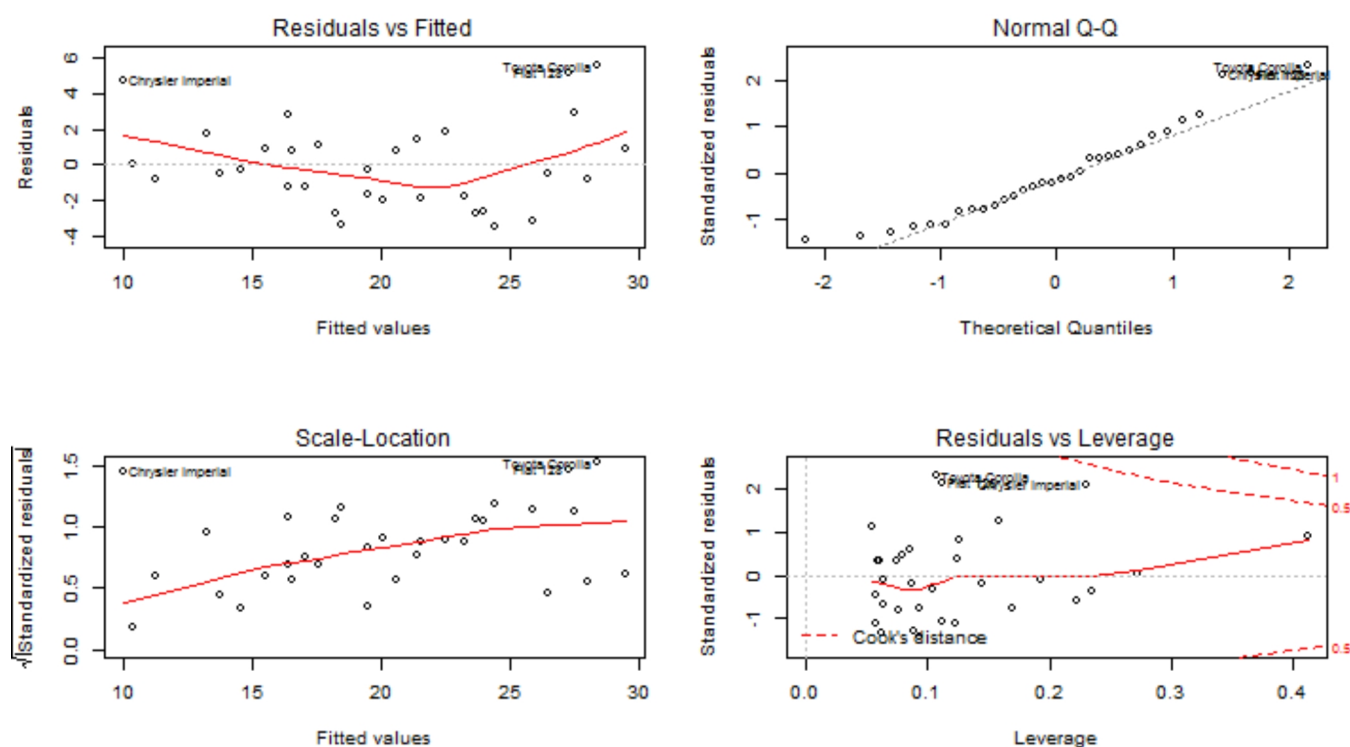 Residuals vs Fitted
Residuals
6
4
2
0
-2
-4
Chrysler Imperial
Toyota Corolla
Fiat 128
10 15 20 25 30
Fitted values
Normal Q-Q
Standardized residuals
2
1
0
-1
Toyota Corolla
Chrysler Imperial
-2 -1 0 1 2
Theoretical Quantiles
Scale-Location
√|Standardized residuals|
1.5
1.0
0.5
0.0
Chrysler Imperial
Toyota Corolla
Fiat 128
10 15 20 25 30
Fitted values
Residuals vs Leverage
Standardized residuals
2
1
0
-1
Toyota Corolla
Chrysler Imperial
1
0.5
Cook's distance
0.5
0.0 0.1 0.2 0.3 0.4
Leverage